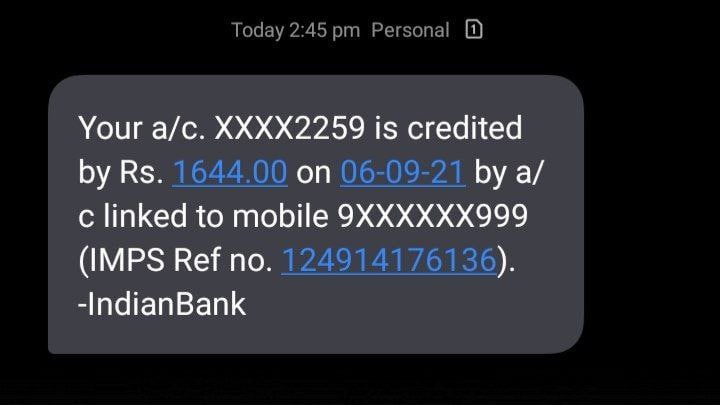 Today 2:45 pm Personal 1
Your a/c. XXXX2259 is credited
by Rs. 1644.00 on 06-09-21 by a/
c linked to mobile 9XXXXXX999
(IMPS Ref no. 124914176136).
-IndianBank